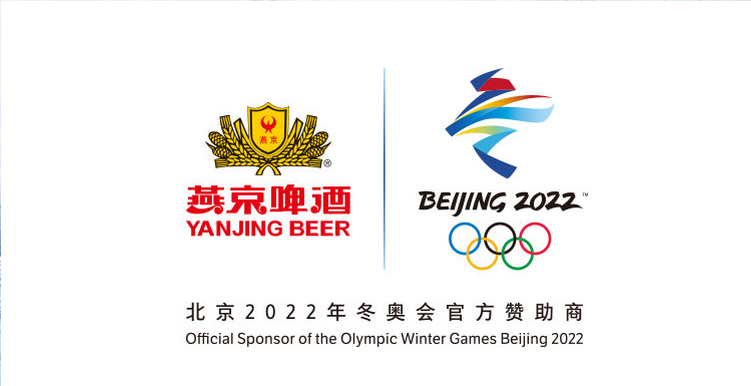 燕京
®
燕京啤酒
YANJING BEER
BEIJING 2022™
北京2022年冬奥会官方赞助商
Official Sponsor of the Olympic Winter Games Beijing 2022